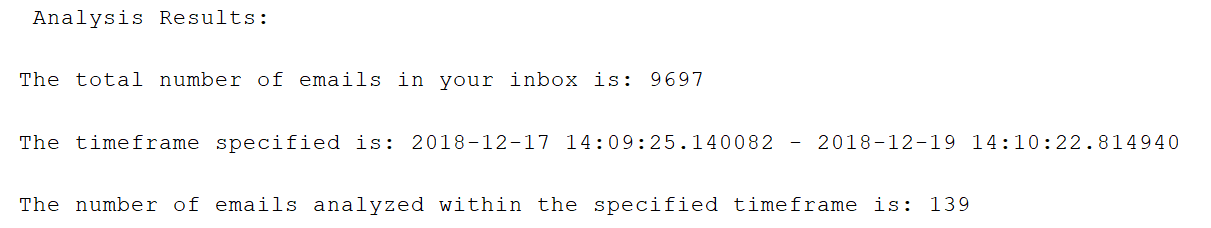 Analysis Results:
The total number of emails in your inbox is: 9697
The timeframe specified is: 2018-12-17 14:09:25.140082 - 2018-12-19 14:10:22.814940
The number of emails analyzed within the specified timeframe is: 139